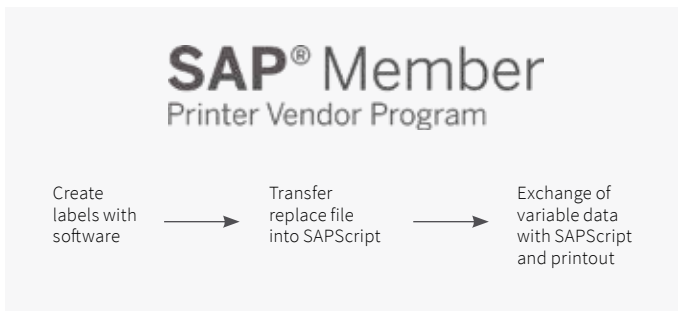 SAP® Member
Printer Vendor Program
Create
labels with
software
Transfer
replace file
into SAPScript
Exchange of
variable data
with SAPScript
and printout